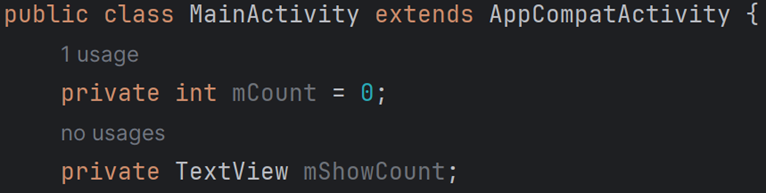 public class MainActivity extends AppCompatActivity {
1 usage
private int mCount = 0;
no usages
private TextView mShowCount;